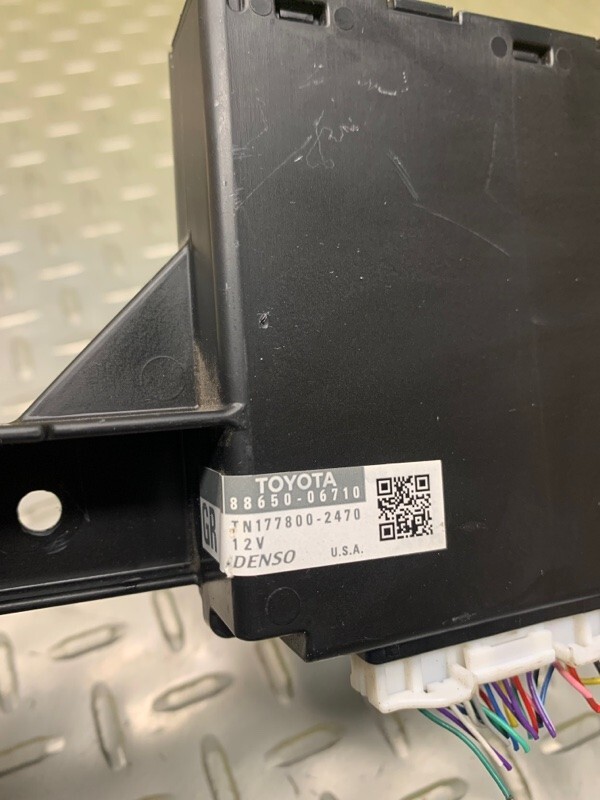 TOYOTA
88650-06710
GR
TN177800-2470
12V
DENSO U.S.A.